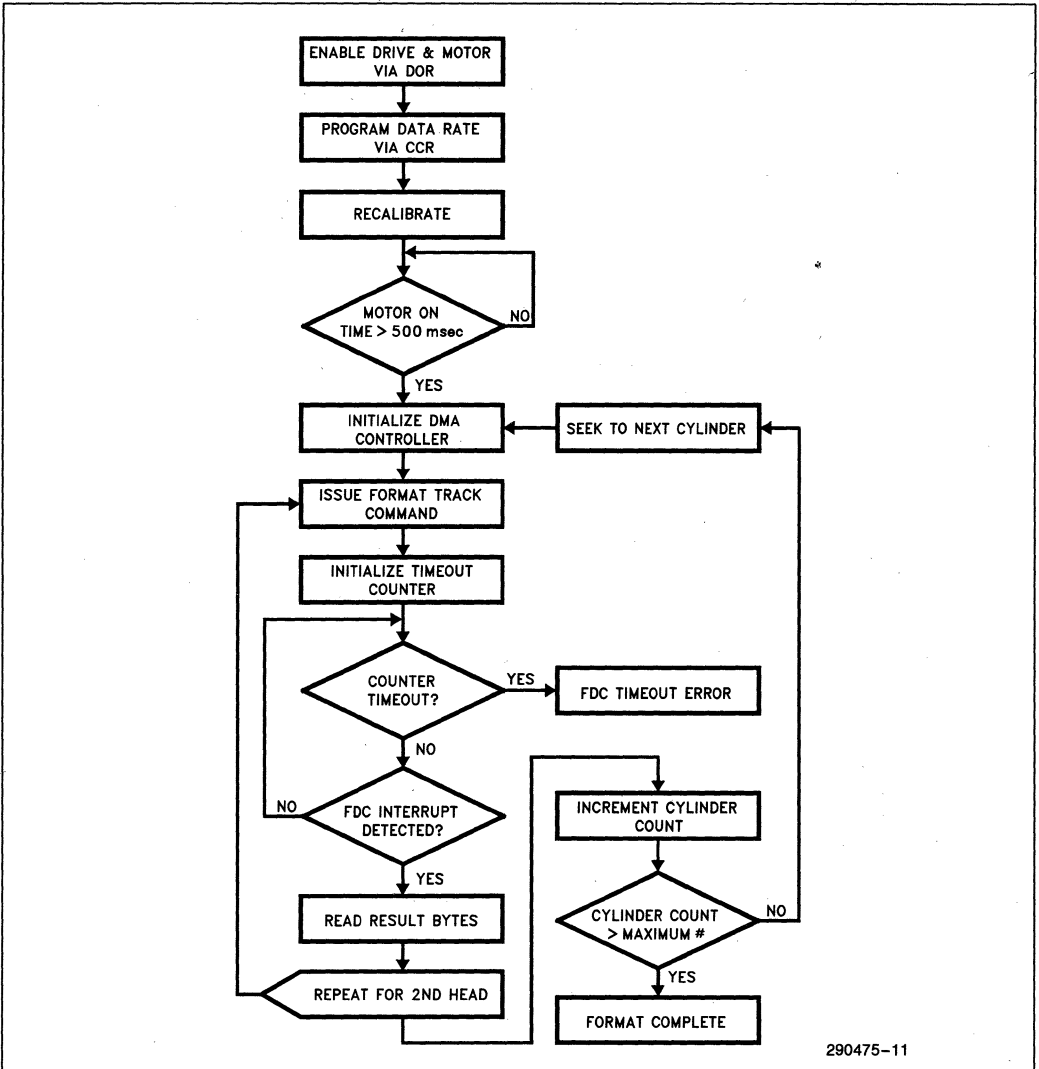 ENABLE DRIVE & MOTOR
VIA DOR
PROGRAM DATA RATE
VIA CCR
RECALIBRATE
MOTOR ON
TIME > 500 msec
NO
YES
INITIALIZE DMA
CONTROLLER
SEEK TO NEXT CYLINDER
ISSUE FORMAT TRACK
COMMAND
INITIALIZE TIMEOUT
COUNTER
COUNTER
TIMEOUT?
YES
FDC TIMEOUT ERROR
NO
FDC INTERRUPT
DETECTED?
NO
YES
READ RESULT BYTES
REPEAT FOR 2ND HEAD
INCREMENT CYLINDER
COUNT
CYLINDER COUNT
> MAXIMUM #
NO
YES
FORMAT COMPLETE
290475-11